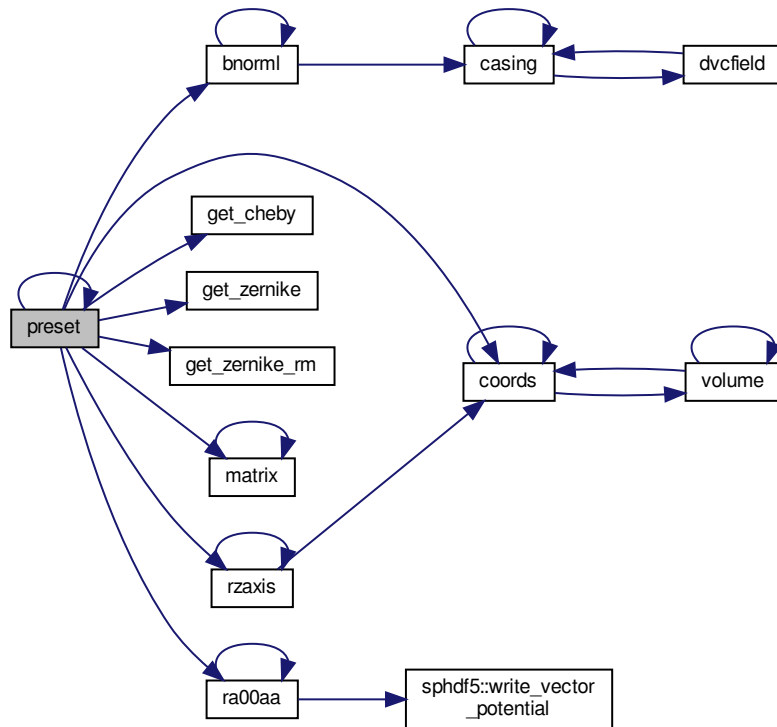 bnorml
casing
dvcfield
get_cheby
get_zernike
preset
get_zernike_rm
coords
volume
matrix
rzaxis
ra00aa
sphdf5::write_vector
_potential